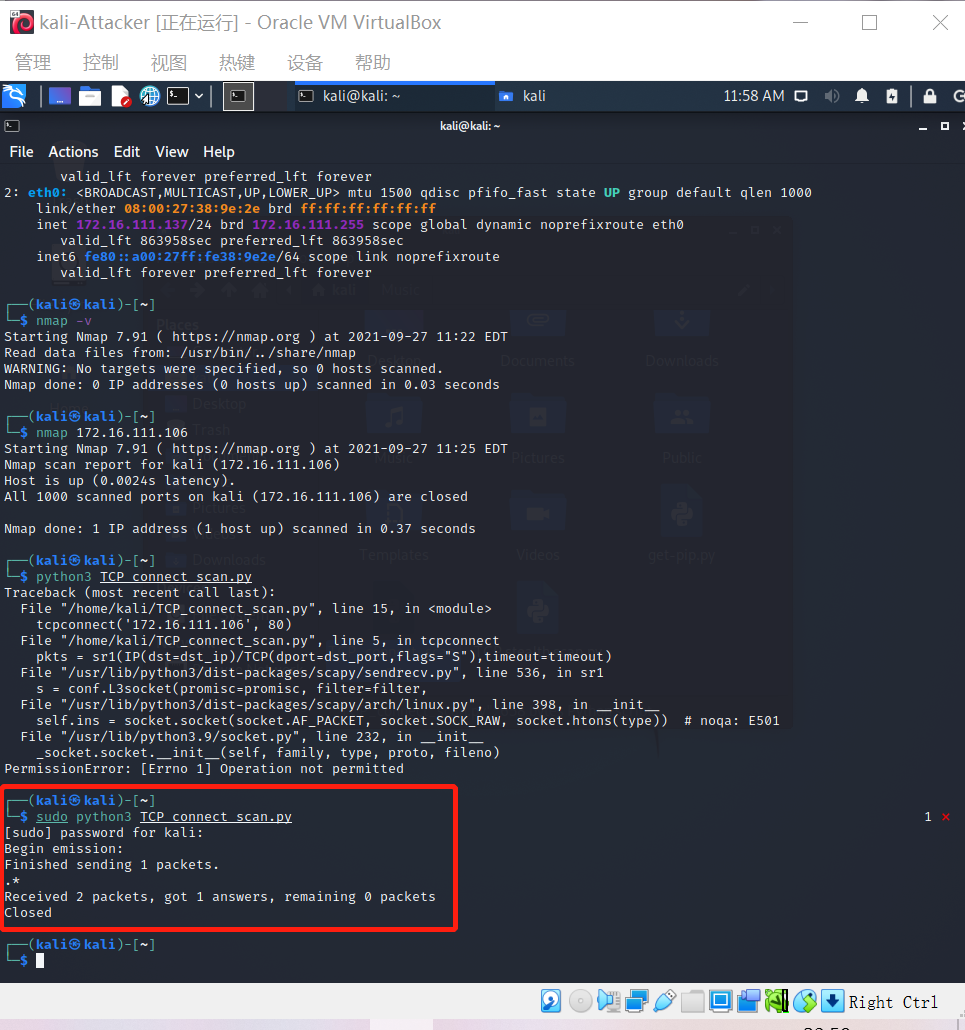 kali-Attacker [正在运行] - Oracle VM VirtualBox
管理 控制 视图 热键 设备 帮助
kali@kali: ~ kali 11:58 AM
kali@kali: ~
File Actions Edit View Help
valid_lft forever preferred_lft forever
2: eth0: <BROADCAST,MULTICAST,UP,LOWER_UP> mtu 1500 qdisc pfifo_fast state UP group default qlen 1000
link/ether 08:00:27:38:9e:2e brd ff:ff:ff:ff:ff:ff
inet 172.16.111.137/24 brd 172.16.111.255 scope global dynamic noprefixroute eth0
valid_lft 863958sec preferred_lft 863958sec
inet6 fe80::a00:27ff:fe38:9e2e/64 scope link noprefixroute
valid_lft forever preferred_lft forever
┌──(kali㉿kali)-[~]
└─$ nmap -v
Starting Nmap 7.91 ( https://nmap.org ) at 2021-09-27 11:22 EDT
Read data files from: /usr/bin/../share/nmap
WARNING: No targets were specified, so 0 hosts scanned.
Nmap done: 0 IP addresses (0 hosts up) scanned in 0.03 seconds
┌──(kali㉿kali)-[~]
└─$ nmap 172.16.111.106
Starting Nmap 7.91 ( https://nmap.org ) at 2021-09-27 11:25 EDT
Nmap scan report for kali (172.16.111.106)
Host is up (0.0024s latency).
All 1000 scanned ports on kali (172.16.111.106) are closed
Nmap done: 1 IP address (1 host up) scanned in 0.37 seconds
┌──(kali㉿kali)-[~]
└─$ python3 TCP_connect_scan.py
Traceback (most recent call last):
File "/home/kali/TCP_connect_scan.py", line 15, in <module>
tcpconnect('172.16.111.106', 80)
File "/home/kali/TCP_connect_scan.py", line 5, in tcpconnect
pkts = sr1(IP(dst=dst_ip)/TCP(dport=dst_port,flags="S"),timeout=timeout)
File "/usr/lib/python3/dist-packages/scapy/sendrecv.py", line 536, in sr1
s = conf.L3socket(promisc=promisc, filter=filter,
File "/usr/lib/python3/dist-packages/scapy/arch/linux.py", line 398, in __init__
self.ins = socket.socket(socket.AF_PACKET, socket.SOCK_RAW, socket.htons(type))  # noqa: E501
File "/usr/lib/python3.9/socket.py", line 232, in __init__
_socket.socket.__init__(self, family, type, proto, fileno)
PermissionError: [Errno 1] Operation not permitted
┌──(kali㉿kali)-[~]
└─$ sudo python3 TCP_connect_scan.py 1 ⨯
[sudo] password for kali:
Begin emission:
Finished sending 1 packets.
.*
Received 2 packets, got 1 answers, remaining 0 packets
Closed
┌──(kali㉿kali)-[~]
└─$
Right Ctrl